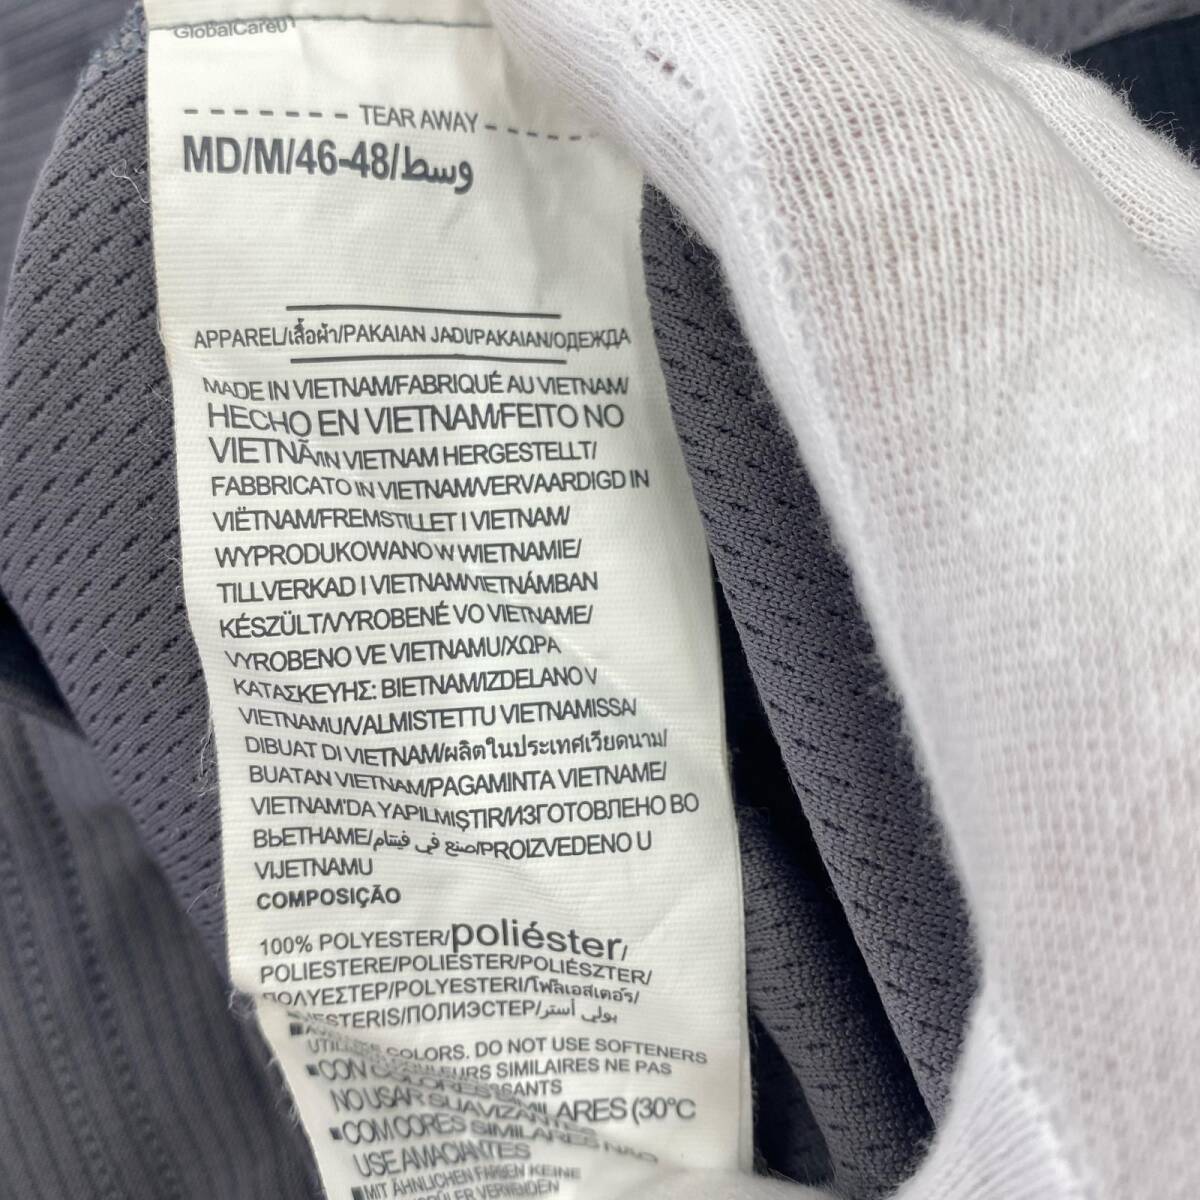 GlobalCare01
TEAR AWAY
MD/M/46-48/وسط
APPAREL/เสื้อผ้า/PAKAIAN JADI/PAKAIAN/ОДЕЖДА
MADE IN VIETNAM/FABRIQUÉ AU VIETNAM/
HECHO EN VIETNAM/FEITO NO
VIETNÃ/IN VIETNAM HERGESTELLT/
FABBRICATO IN VIETNAM/VERVAARDIGD IN
VIËTNAM/FREMSTILLET I VIETNAM/
WYPRODUKOWANO W WIETNAMIE/
TILLVERKAD I VIETNAM/VIETNÁMBAN
KÉSZÜLT/VYROBENÉ VO VIETNAME/
VYROBENO VE VIETNAMU/ΧΩΡΑ
ΚΑΤΑΣΚΕΥΗΣ: ΒΙΕΤΝΑΜ/IZDELANO V
VIETNAMU/VALMISTETTU VIETNAMISSA/
DIBUAT DI VIETNAM/ผลิตในประเทศเวียดนาม/
BUATAN VIETNAM/PAGAMINTA VIETNAME/
VIETNAM'DA YAPILMIŞTIR/ИЗГОТОВЛЕНО ВО
ВЬЕТНАМЕ/صنع في فيتنام/PROIZVEDENO U
VIJETNAMU
COMPOSIÇÃO
100% POLYESTER/poliéster/
POLIESTERE/POLIESTER/POLIÉSZTER/
ΠΟΛΥΕΣΤΕΡ/POLYESTERI/โพลีเอสเตอร์/
ESTERIS/ПОЛИЭСТЕР/بولي أستر
COLORS. DO NOT USE SOFTENERS
SIMILAIRES NE PAS
NO USAR SUAVIZANTES
ARES (30°C
■COM CORES SIMILARES NÃO
USE AMACIANTES
■MIT ÄHNLICHEN FARBEN KEINE
VERWENDEN